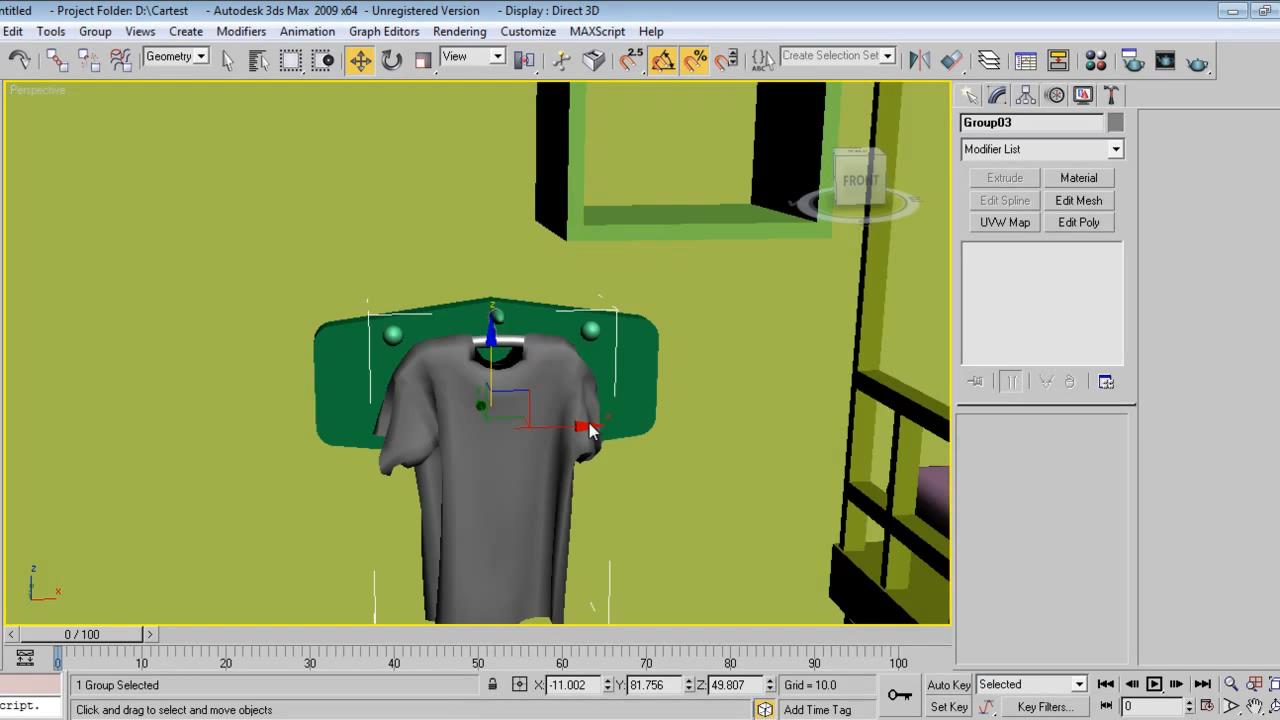 ntitled - Project Folder: D:\Cartest - Autodesk 3ds Max 2009 x64 - Unregistered Version - Display : Direct 3D
Edit Tools Group Views Create Modifiers Animation Graph Editors Rendering Customize MAXScript Help
Geometry View 2.5 % ABC Create Selection Set
Perspective
FRONT
Group03
Modifier List
Extrude Material
Edit Spline Edit Mesh
UVW Map Edit Poly
z
x
z
x
0 / 100
0 10 20 30 40 50 60 70 80 90 100
1 Group Selected X: -11.002 Y: 81.756 Z: 49.807 Grid = 10.0 Auto Key Selected
script. Click and drag to select and move objects Add Time Tag Set Key Key Filters... 0